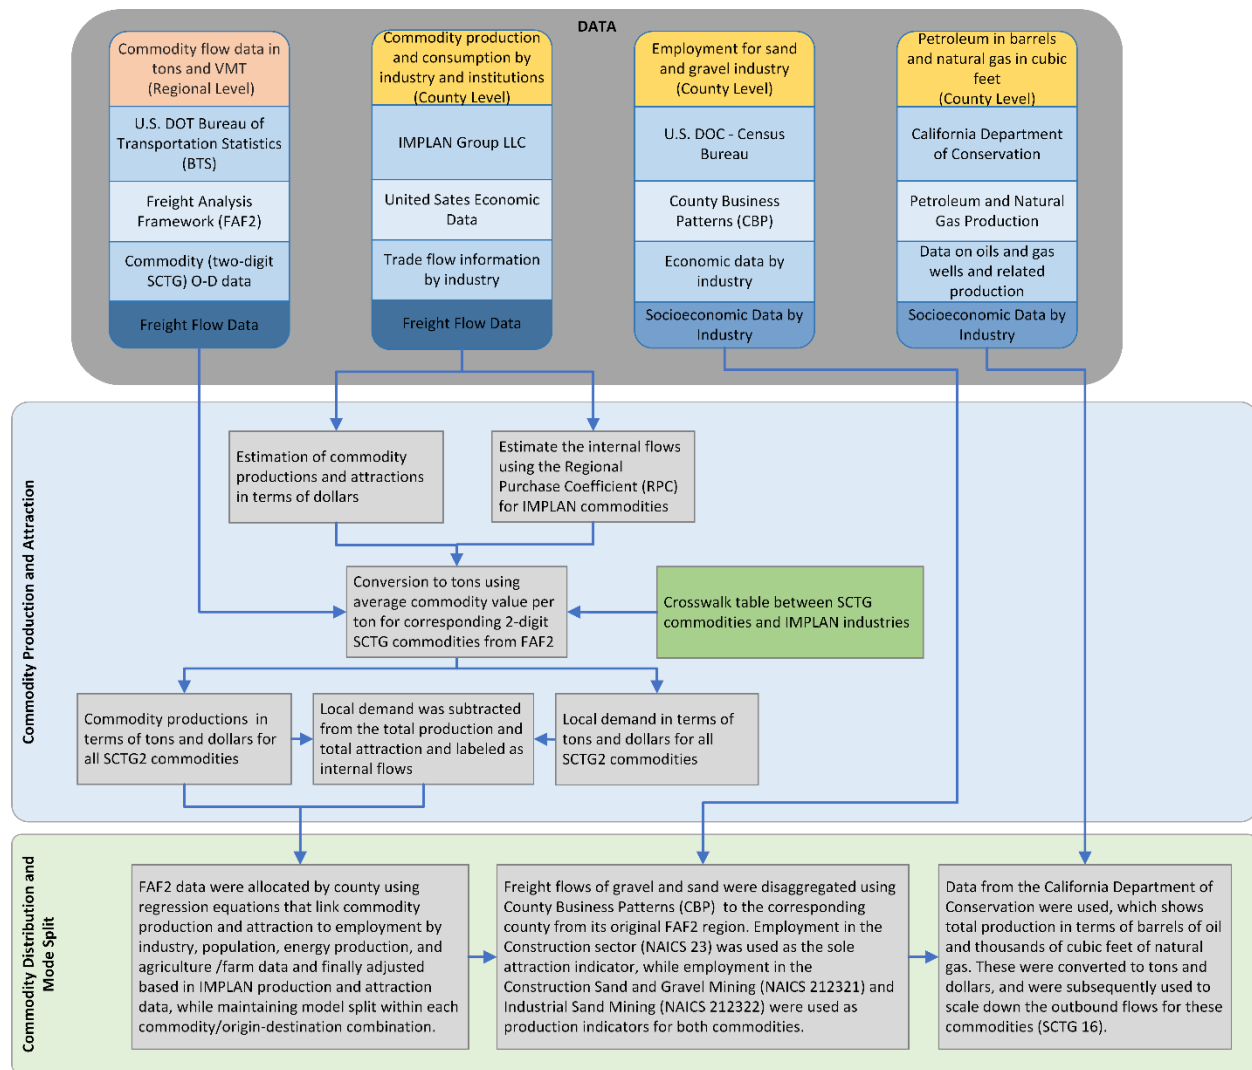 DATA
Commodity flow data in
tons and VMT
(Regional Level)
U.S. DOT Bureau of
Transportation Statistics
(BTS)
Freight Analysis
Framework (FAF2)
Commodity (two-digit
SCTG) O-D data
Freight Flow Data
Commodity production
and consumption by
industry and institutions
(County Level)
IMPLAN Group LLC
United Sates Economic
Data
Trade flow information
by industry
Freight Flow Data
Employment for sand
and gravel industry
(County Level)
U.S. DOC - Census
Bureau
County Business
Patterns (CBP)
Economic data by
industry
Socioeconomic Data by
Industry
Petroleum in barrels
and natural gas in cubic
feet
(County Level)
California Department
of Conservation
Petroleum and Natural
Gas Production
Data on oils and gas
wells and related
production
Socioeconomic Data by
Industry
Commodity Production and Attraction
Estimation of commodity
productions and attractions
in terms of dollars
Estimate the internal flows
using the Regional
Purchase Coefficient (RPC)
for IMPLAN commodities
Conversion to tons using
average commodity value per
ton for corresponding 2-digit
SCTG commodities from FAF2
Crosswalk table between SCTG
commodities and IMPLAN industries
Commodity productions in
terms of tons and dollars for
all SCTG2 commodities
Local demand was subtracted
from the total production and
total attraction and labeled as
internal flows
Local demand in terms of
tons and dollars for all
SCTG2 commodities
Commodity Distribution and
Mode Split
FAF2 data were allocated by county using
regression equations that link commodity
production and attraction to employment by
industry, population, energy production, and
agriculture /farm data and finally adjusted
based in IMPLAN production and attraction
data, while maintaining model split within each
commodity/origin-destination combination.
Freight flows of gravel and sand were disaggregated using
County Business Patterns (CBP) to the corresponding
county from its original FAF2 region. Employment in the
Construction sector (NAICS 23) was used as the sole
attraction indicator, while employment in the
Construction Sand and Gravel Mining (NAICS 212321) and
Industrial Sand Mining (NAICS 212322) were used as
production indicators for both commodities.
Data from the California Department of
Conservation were used, which shows
total production in terms of barrels of oil
and thousands of cubic feet of natural
gas. These were converted to tons and
dollars, and were subsequently used to
scale down the outbound flows for these
commodities (SCTG 16).